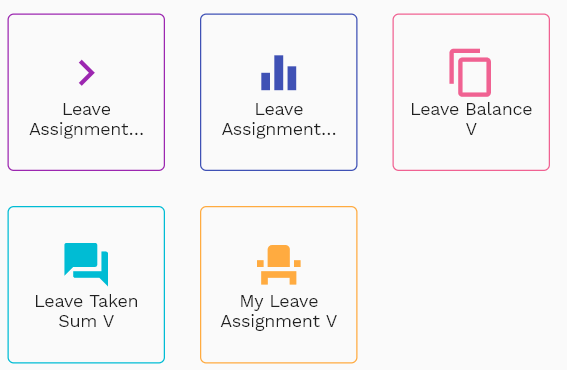 Leave
Assignment...
Leave
Assignment...
Leave Balance
V
Leave Taken
Sum V
My Leave
Assignment V